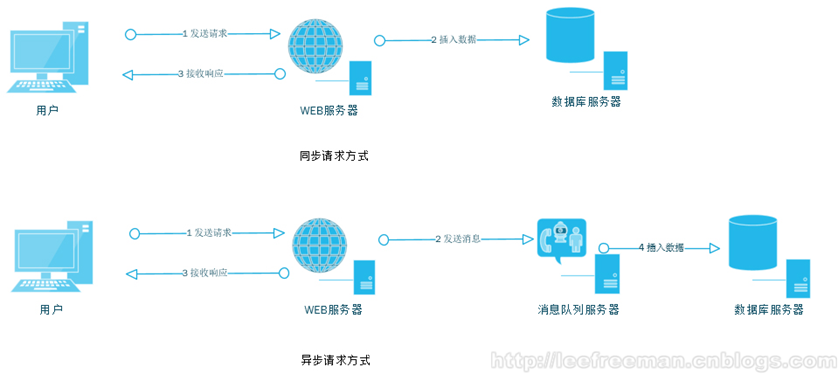 1 发送请求
2 插入数据
3 接收响应
用户
WEB服务器
数据库服务器
同步请求方式
1 发送请求
2 发送消息
4 插入数据
3 接收响应
用户
WEB服务器
消息队列服务器
数据库服务器
异步请求方式
http://leefreeman.cnblogs.com